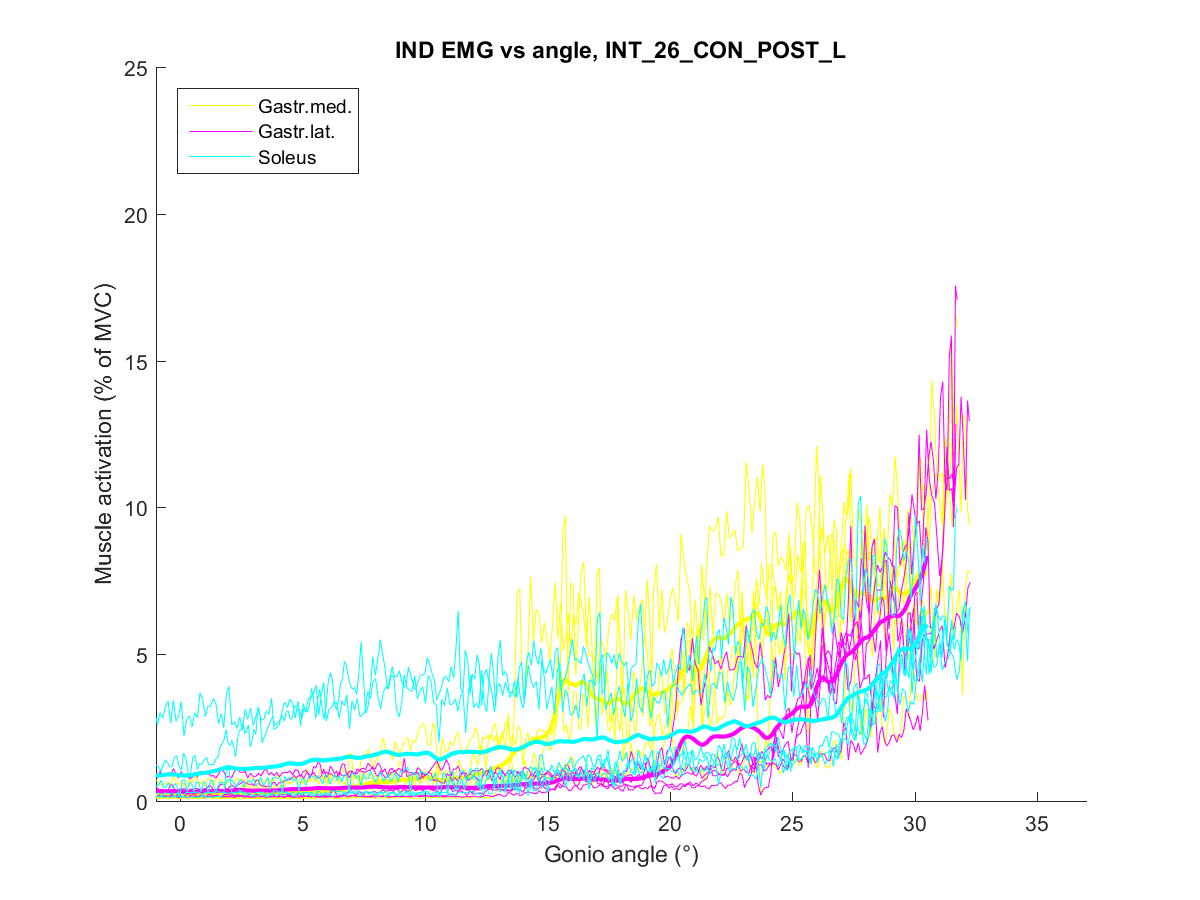 IND EMG vs angle, INT_26_CON_POST_L
25
20
15
10
5
0
Muscle activation (% of MVC)
Gastr.med.
Gastr.lat.
Soleus
0 5 10 15 20 25 30 35
Gonio angle (°)